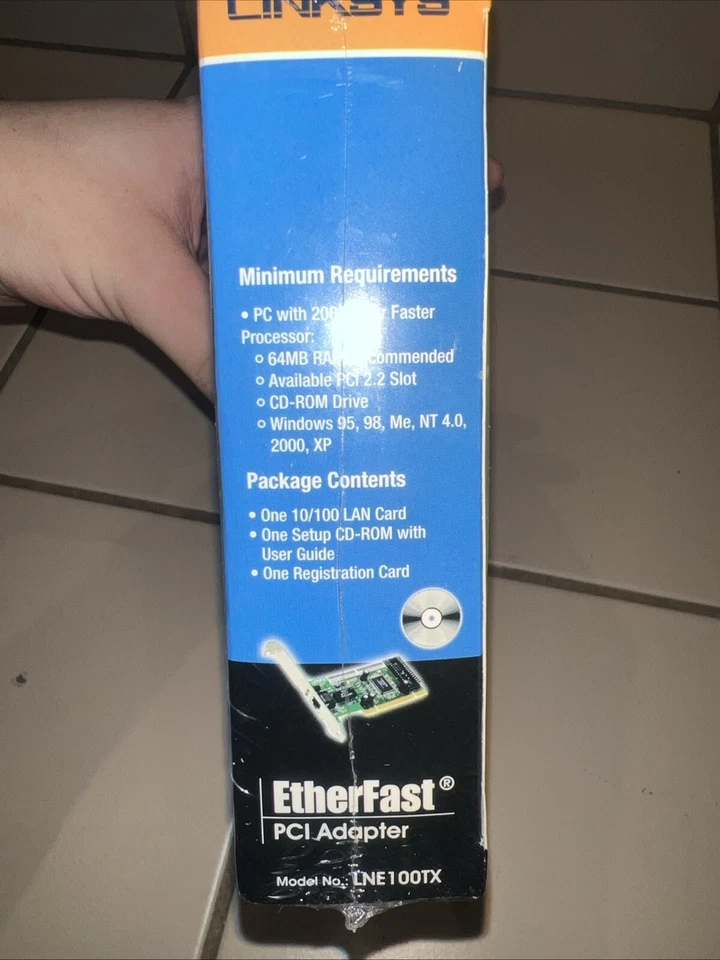 LINKSYS
Minimum Requirements
• PC with Faster
Processor:
○ 64MB
○ Available PCI 2.2 Slot
○ CD-ROM Drive
○ Windows 95, 98, Me, NT 4.0,
2000, XP
Package Contents
• One 10/100 LAN Card
• One Setup CD-ROM with
User Guide
• One Registration Card
EtherFast®
PCI Adapter
Model No.: LNE100TX